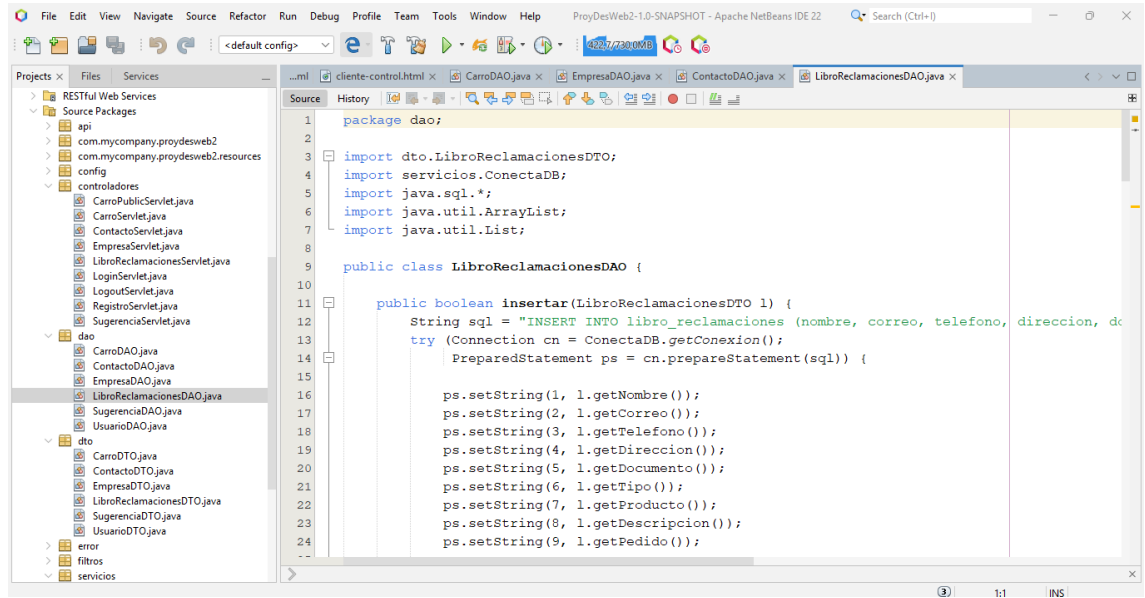 File Edit View Navigate Source Refactor Run Debug Profile Team Tools Window Help ProyDesWeb2-1.0-SNAPSHOT - Apache NetBeans IDE 22 Search (Ctrl+I)
<default config> 422,7/730,0MB
Projects Files Services
...ml cliente-control.html CarroDAO.java EmpresaDAO.java ContactoDAO.java LibroReclamacionesDAO.java
RESTful Web Services
Source Packages
api
com.mycompany.proydesweb2
com.mycompany.proydesweb2.resources
config
controladores
CarroPublicServlet.java
CarroServlet.java
ContactoServlet.java
EmpresaServlet.java
LibroReclamacionesServlet.java
LoginServlet.java
LogoutServlet.java
RegistroServlet.java
SugerenciaServlet.java
dao
CarroDAO.java
ContactoDAO.java
EmpresaDAO.java
LibroReclamacionesDAO.java
SugerenciaDAO.java
UsuarioDAO.java
dto
CarroDTO.java
ContactoDTO.java
EmpresaDTO.java
LibroReclamacionesDTO.java
SugerenciaDTO.java
UsuarioDTO.java
error
filtros
servicios
Source History
1 package dao;
2
3 import dto.LibroReclamacionesDTO;
4 import servicios.ConectaDB;
5 import java.sql.*;
6 import java.util.ArrayList;
7 import java.util.List;
8
9 public class LibroReclamacionesDAO {
10
11 public boolean insertar(LibroReclamacionesDTO l) {
12 String sql = "INSERT INTO libro_reclamaciones (nombre, correo, telefono, direccion, do
13 try (Connection cn = ConectaDB.getConexion();
14 PreparedStatement ps = cn.prepareStatement(sql)) {
15
16 ps.setString(1, l.getNombre());
17 ps.setString(2, l.getCorreo());
18 ps.setString(3, l.getTelefono());
19 ps.setString(4, l.getDireccion());
20 ps.setString(5, l.getDocumento());
21 ps.setString(6, l.getTipo());
22 ps.setString(7, l.getProducto());
23 ps.setString(8, l.getDescripcion());
24 ps.setString(9, l.getPedido());
3 1:1 INS